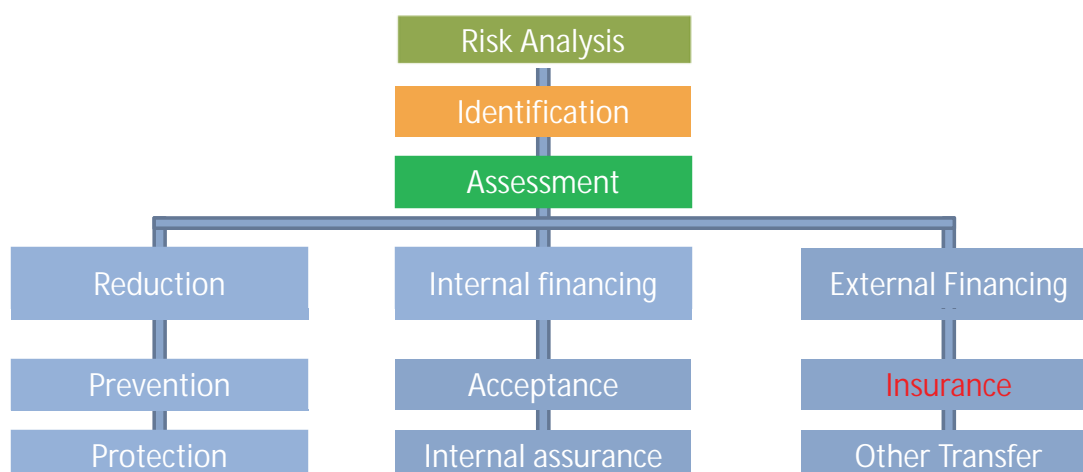 Risk Analysis
Identification
Assessment
Reduction
Internal financing
External Financing
Prevention
Acceptance
Insurance
Protection
Internal assurance
Other Transfer